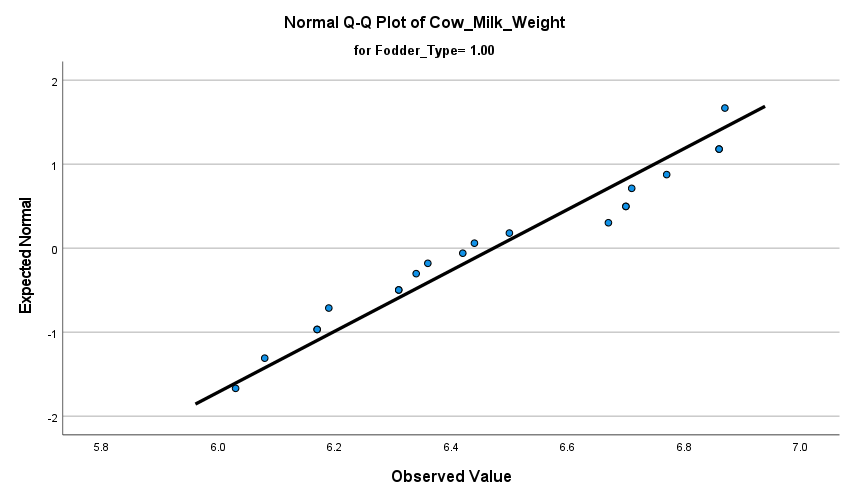 Normal Q-Q Plot of Cow_Milk_Weight
for Fodder_Type= 1.00
2
1
0
-1
-2
Expected Normal
5.8 6.0 6.2 6.4 6.6 6.8 7.0
Observed Value